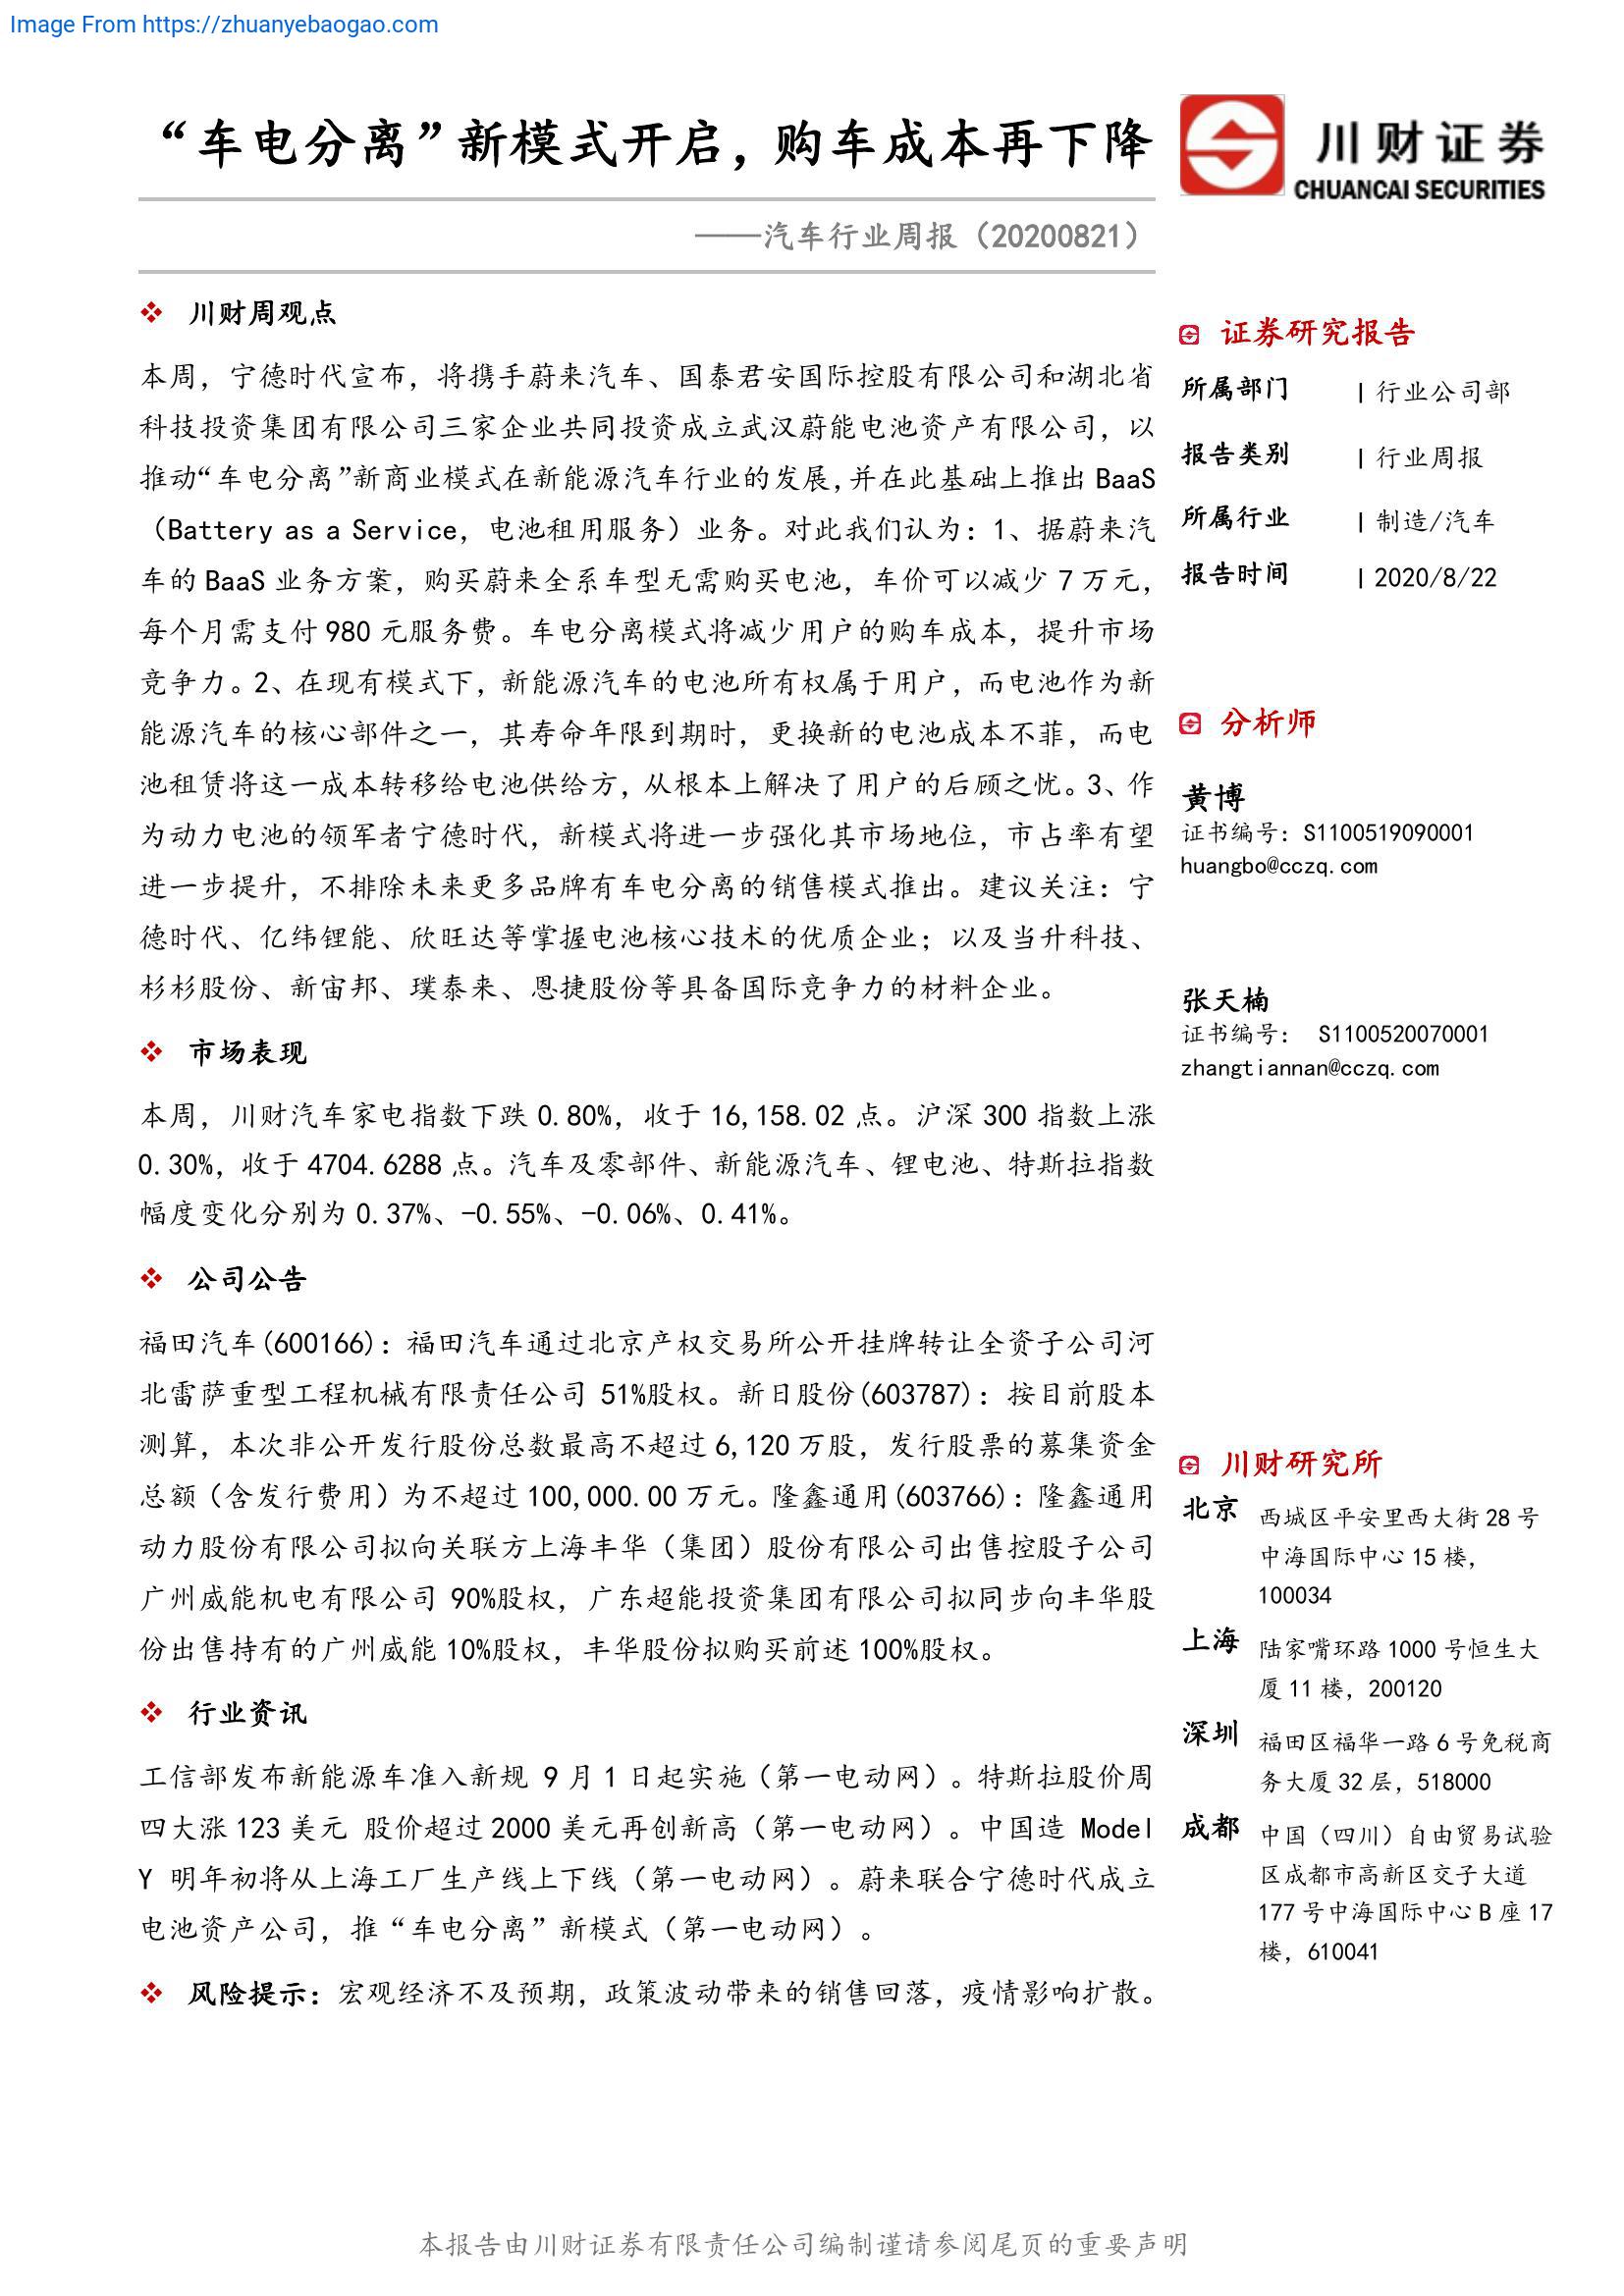 Image From https://zhuanyebaogao.com
“车电分离”新模式开启，购车成本再下降
川财证券
CHUANCAI SECURITIES
——汽车行业周报（20200821）
川财周观点
本周，宁德时代宣布，将携手蔚来汽车、国泰君安国际控股有限公司和湖北省
科技投资集团有限公司三家企业共同投资成立武汉蔚能电池资产有限公司，以
推动“车电分离”新商业模式在新能源汽车行业的发展，并在此基础上推出 BaaS
（Battery as a Service，电池租用服务）业务。对此我们认为：1、据蔚来汽
车的 BaaS 业务方案，购买蔚来全系车型无需购买电池，车价可以减少 7 万元，
每个月需支付 980 元服务费。车电分离模式将减少用户的购车成本，提升市场
竞争力。2、在现有模式下，新能源汽车的电池所有权属于用户，而电池作为新
能源汽车的核心部件之一，其寿命年限到期时，更换新的电池成本不菲，而电
池租赁将这一成本转移给电池供给方，从根本上解决了用户的后顾之忧。3、作
为动力电池的领军者宁德时代，新模式将进一步强化其市场地位，市占率有望
进一步提升，不排除未来更多品牌有车电分离的销售模式推出。建议关注：宁
德时代、亿纬锂能、欣旺达等掌握电池核心技术的优质企业；以及当升科技、
杉杉股份、新宙邦、璞泰来、恩捷股份等具备国际竞争力的材料企业。
市场表现
本周，川财汽车家电指数下跌 0.80%，收于 16,158.02 点。沪深 300 指数上涨
0.30%，收于 4704.6288 点。汽车及零部件、新能源汽车、锂电池、特斯拉指数
幅度变化分别为 0.37%、-0.55%、-0.06%、0.41%。
公司公告
福田汽车(600166)：福田汽车通过北京产权交易所公开挂牌转让全资子公司河
北雷萨重型工程机械有限责任公司 51%股权。新日股份(603787)：按目前股本
测算，本次非公开发行股份总数最高不超过 6,120 万股，发行股票的募集资金
总额（含发行费用）为不超过 100,000.00 万元。隆鑫通用(603766)：隆鑫通用
动力股份有限公司拟向关联方上海丰华（集团）股份有限公司出售控股子公司
广州威能机电有限公司 90%股权，广东超能投资集团有限公司拟同步向丰华股
份出售持有的广州威能 10%股权，丰华股份拟购买前述 100%股权。
行业资讯
工信部发布新能源车准入新规 9 月 1 日起实施（第一电动网）。特斯拉股价周
四大涨 123 美元 股价超过 2000 美元再创新高（第一电动网）。中国造 Model
Y 明年初将从上海工厂生产线上下线（第一电动网）。蔚来联合宁德时代成立
电池资产公司，推“车电分离”新模式（第一电动网）。
风险提示：宏观经济不及预期，政策波动带来的销售回落，疫情影响扩散。
证券研究报告
所属部门 | 行业公司部
报告类别 | 行业周报
所属行业 | 制造/汽车
报告时间 | 2020/8/22
分析师
黄博
证书编号：S1100519090001
huangbo@cczq.com
张天楠
证书编号： S1100520070001
zhangtiannan@cczq.com
川财研究所
北京 西城区平安里西大街 28 号
中海国际中心 15 楼，
100034
上海 陆家嘴环路 1000 号恒生大
厦 11 楼，200120
深圳 福田区福华一路 6 号免税商
务大厦 32 层，518000
成都 中国（四川）自由贸易试验
区成都市高新区交子大道
177 号中海国际中心 B 座 17
楼，610041
本报告由川财证券有限责任公司编制谨请参阅尾页的重要声明